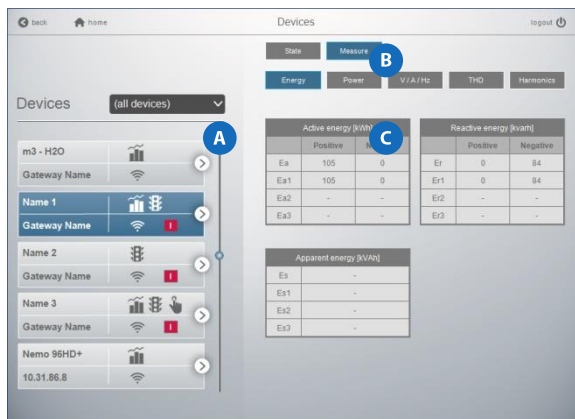 back home Devices logout
State Measure B
Energy Power V / A / Hz THD Harmonics
Devices (all devices)
A
m3 - H2O
Gateway Name
Name 1
Gateway Name I
Name 2
Gateway Name I
Name 3
Gateway Name I
Nemo 96HD+
10.31.86.8
Active energy [kWh] C
Positive
Ea 105 0
Ea1 105 0
Ea2 - -
Ea3 - -
Reactive energy [kvarh]
Positive Negative
Er 0 84
Er1 0 84
Er2 - -
Er3 - -
Apparent energy [kVAh]
Es -
Es1 -
Es2 -
Es3 -